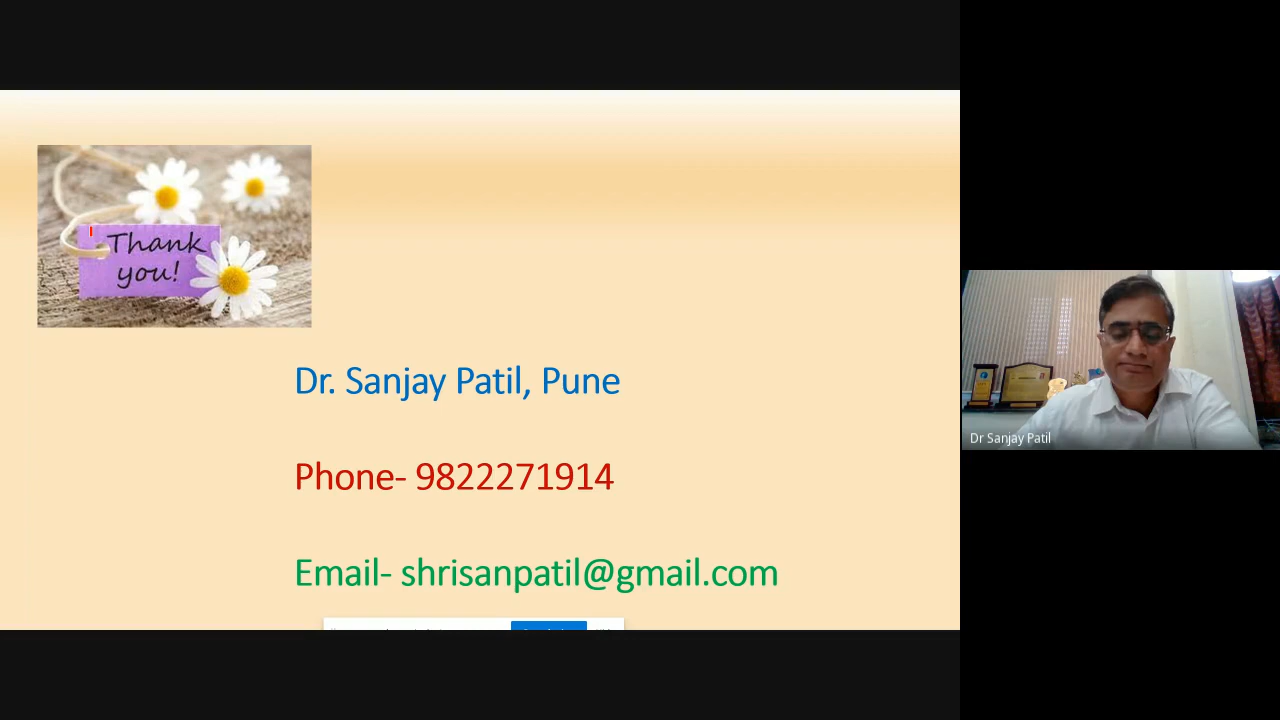 Thank
you!
Dr. Sanjay Patil, Pune
Phone- 9822271914
Email- shrisanpatil@gmail.com
Dr Sanjay Patil